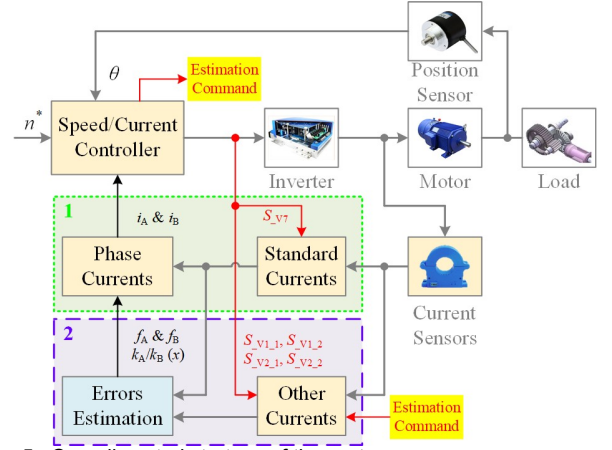 θ
Estimation
Command
Position
Sensor
n*
Speed/Current
Controller
Inverter
Motor
Load
1
i_A & i_B
S_V7
Phase
Currents
Standard
Currents
Current
Sensors
2
f_A & f_B
k_A/k_B (x)
S_V1_1, S_V1_2
S_V2_1, S_V2_2
Errors
Estimation
Other
Currents
Estimation
Command